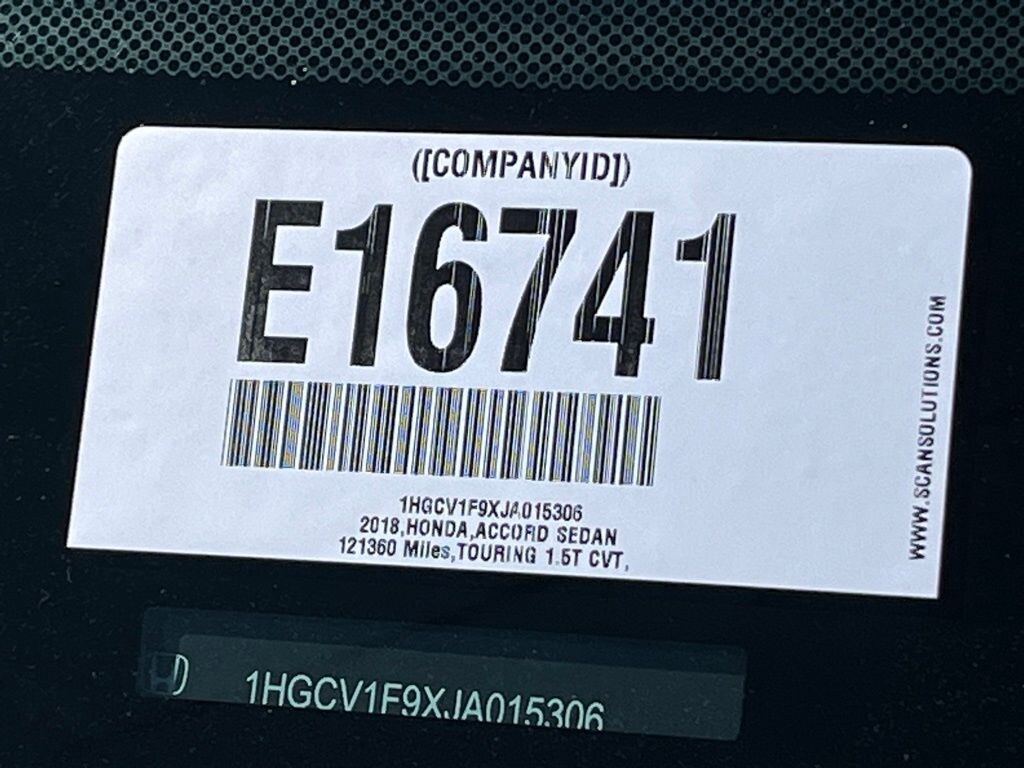 ([COMPANYID])
E16741
1HGCV1F9XJA015306
2018,HONDA,ACCORD SEDAN
121360 Miles,TOURING 1.5T CVT,
WWW.SCANSOLUTIONS.COM
1HGCV1F9XJA015306